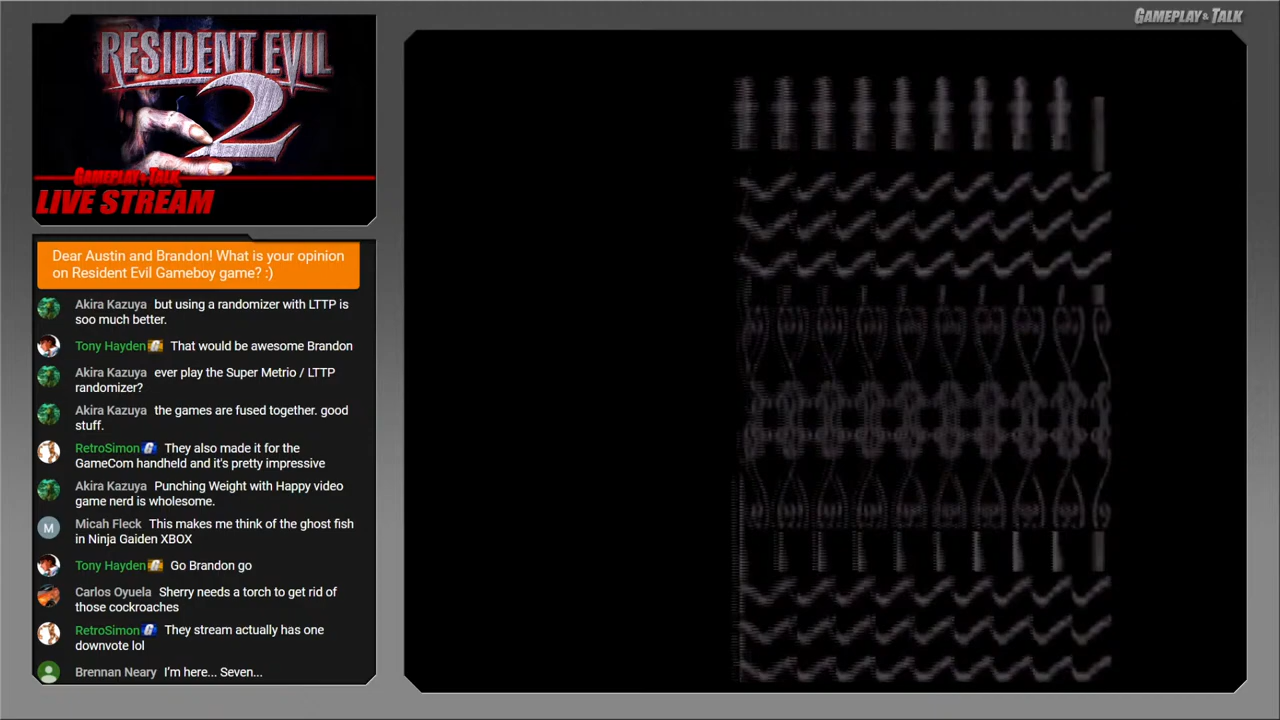 GAMEPLAY & TALK
RESIDENT EVIL
2
GAMEPLAY & TALK
LIVE STREAM
Dear Austin and Brandon! What is your opinion
on Resident Evil Gameboy game? :)
Akira Kazuya but using a randomizer with LTTP is
soo much better.
Tony Hayden That would be awesome Brandon
Akira Kazuya ever play the Super Metrio / LTTP
randomizer?
Akira Kazuya the games are fused together. good
stuff.
RetroSimon They also made it for the
GameCom handheld and it's pretty impressive
Akira Kazuya Punching Weight with Happy video
game nerd is wholesome.
M
Micah Fleck This makes me think of the ghost fish
in Ninja Gaiden XBOX
Tony Hayden Go Brandon go
Carlos Oyuela Sherry needs a torch to get rid of
those cockroaches
RetroSimon They stream actually has one
downvote lol
Brennan Neary I'm here... Seven...